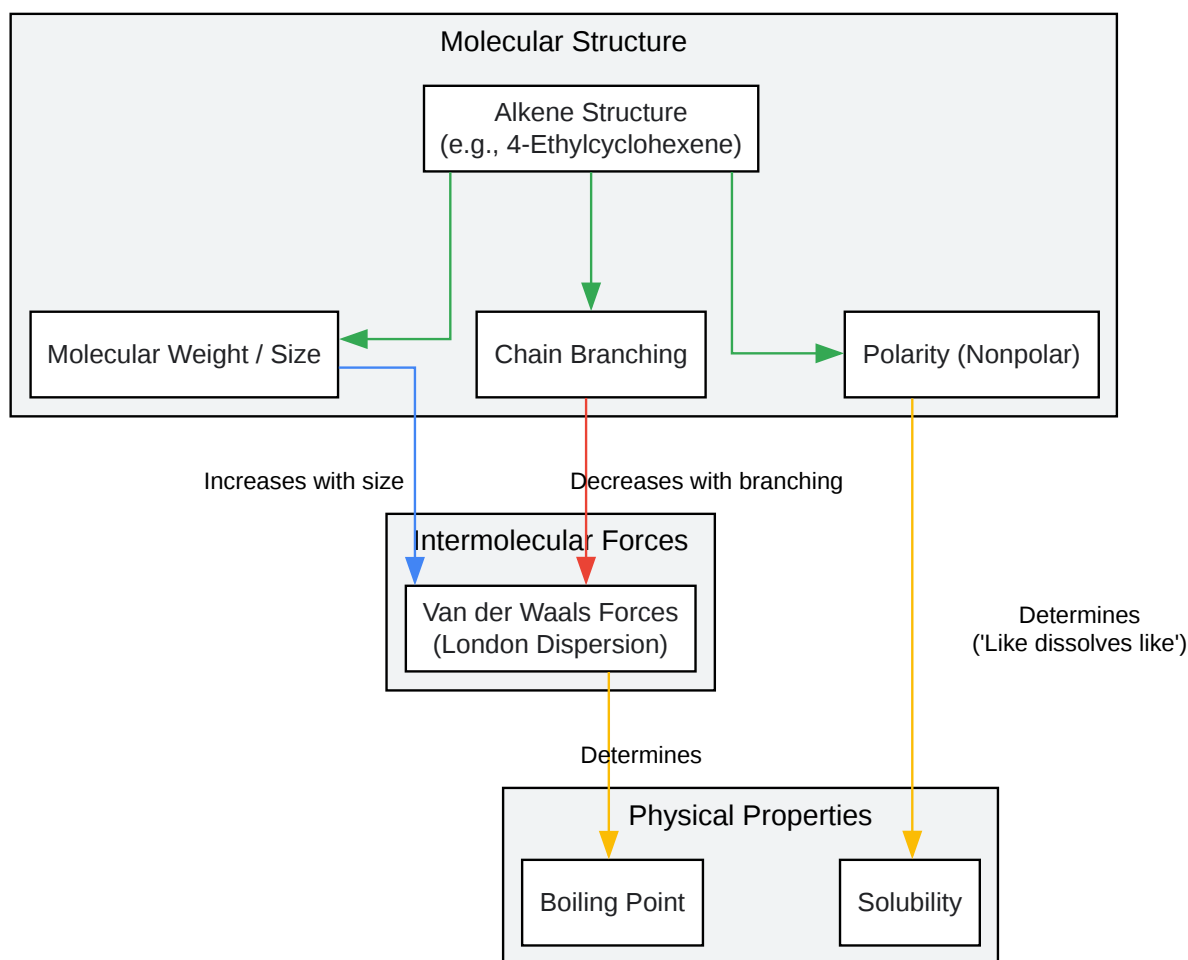 Molecular Structure
Alkene Structure
(e.g., 4-Ethylcyclohexene)
Molecular Weight / Size
Chain Branching
Polarity (Nonpolar)
Increases with size
Decreases with branching
Intermolecular Forces
Van der Waals Forces
(London Dispersion)
Determines
('Like dissolves like')
Determines
Physical Properties
Boiling Point
Solubility